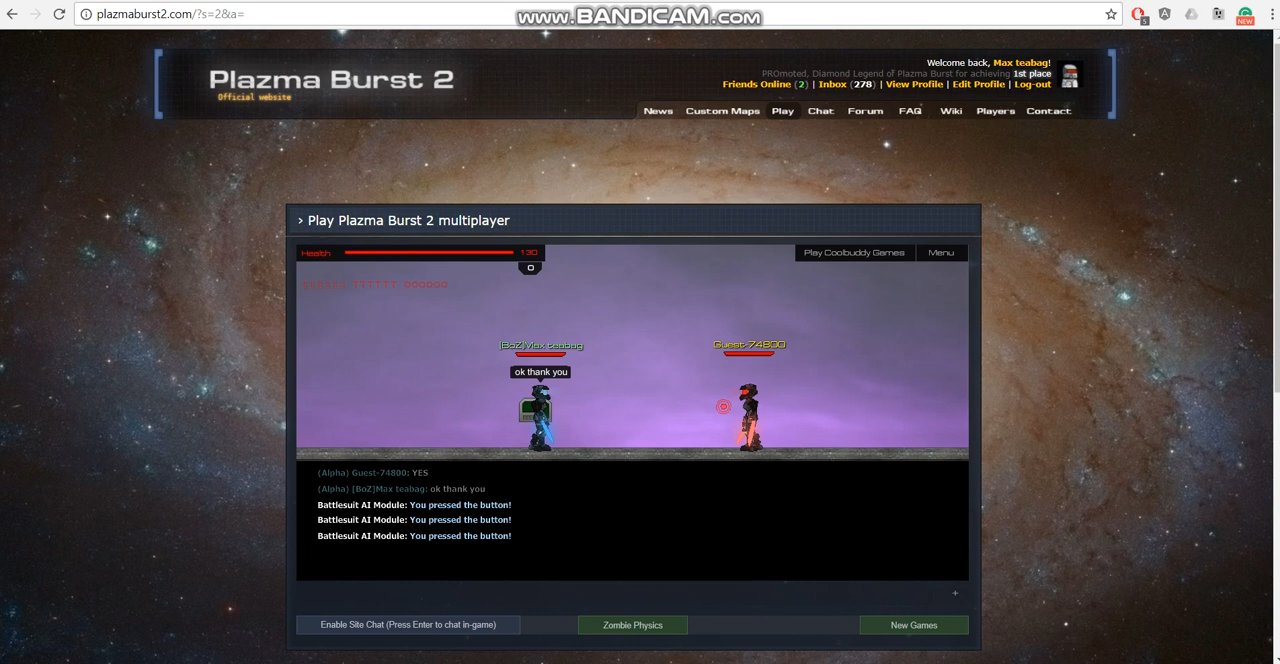 plazmaburst2.com/?s=2&a=
www.BANDICAM.com
5
NEW
Plazma Burst 2
Official website
Welcome back, Max teabag!
PROmoted, Diamond Legend of Plazma Burst for achieving 1st place
Friends Online (2) | Inbox (278) | View Profile | Edit Profile | Log-out
News Custom Maps Play Chat Forum FAQ Wiki Players Contact
› Play Plazma Burst 2 multiplayer
Health 130
0
Play Coolbuddy Games
Menu
[BoZ]Max teabag
Guest-74800
ok thank you
(Alpha) Guest-74800: YES
(Alpha) [BoZ]Max teabag: ok thank you
Battlesuit AI Module: You pressed the button!
Battlesuit AI Module: You pressed the button!
Battlesuit AI Module: You pressed the button!
+
Enable Site Chat (Press Enter to chat in-game)
Zombie Physics
New Games